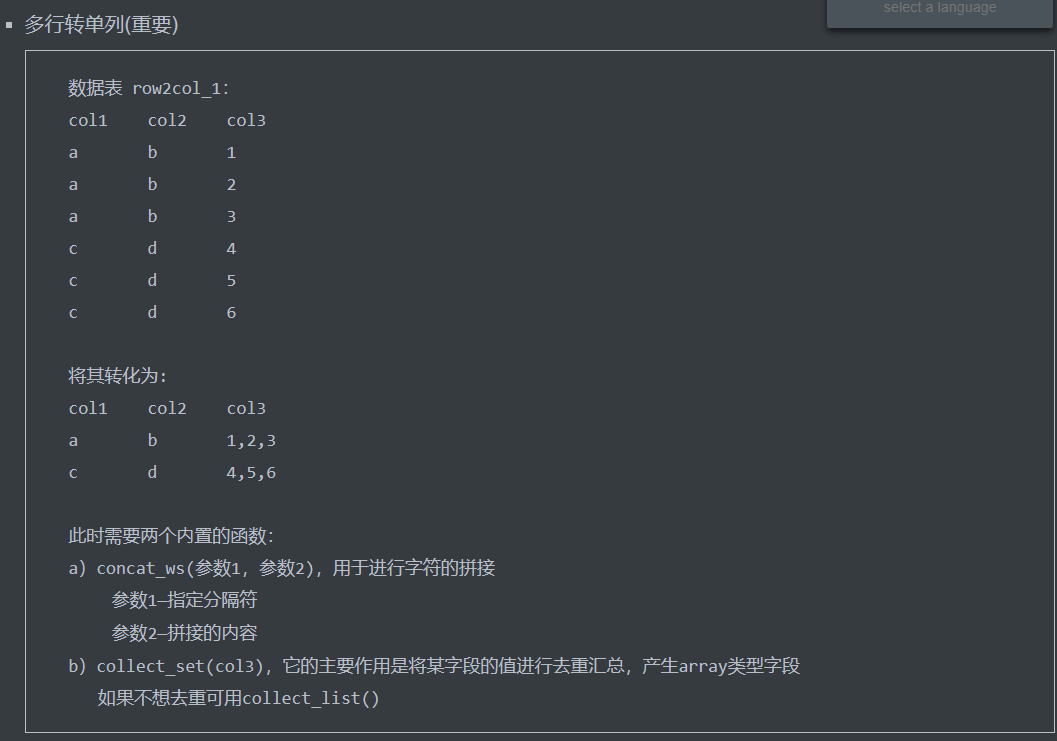 select a language
多行转单列(重要)
数据表 row2col_1：
col1 col2 col3
a b 1
a b 2
a b 3
c d 4
c d 5
c d 6
将其转化为：
col1 col2 col3
a b 1,2,3
c d 4,5,6
此时需要两个内置的函数：
a）concat_ws(参数1，参数2)，用于进行字符的拼接
参数1—指定分隔符
参数2—拼接的内容
b）collect_set(col3)，它的主要作用是将某字段的值进行去重汇总，产生array类型字段
如果不想去重可用collect_list()